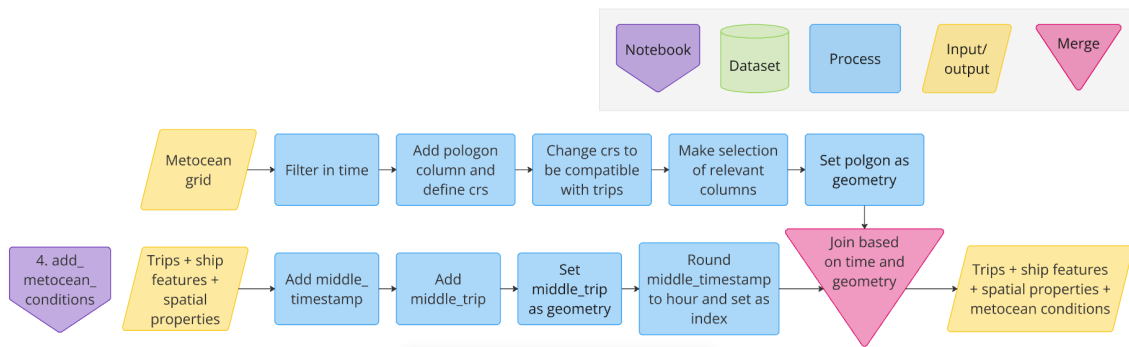 Notebook
Dataset
Process
Input/
output
Merge
Metocean
grid
Filter in time
Add pologon
column and
define crs
Change crs to
be compatible
with trips
Make selection
of relevant
columns
Set polgon as
geometry
4. add_
metocean_
conditions
Trips + ship
features +
spatial
properties
Add middle_
timestamp
Add
middle_trip
Set
middle_trip
as geometry
Round
middle_timestamp
to hour and set as
index
Join based
on time and
geometry
Trips + ship features
+ spatial properties +
metocean conditions